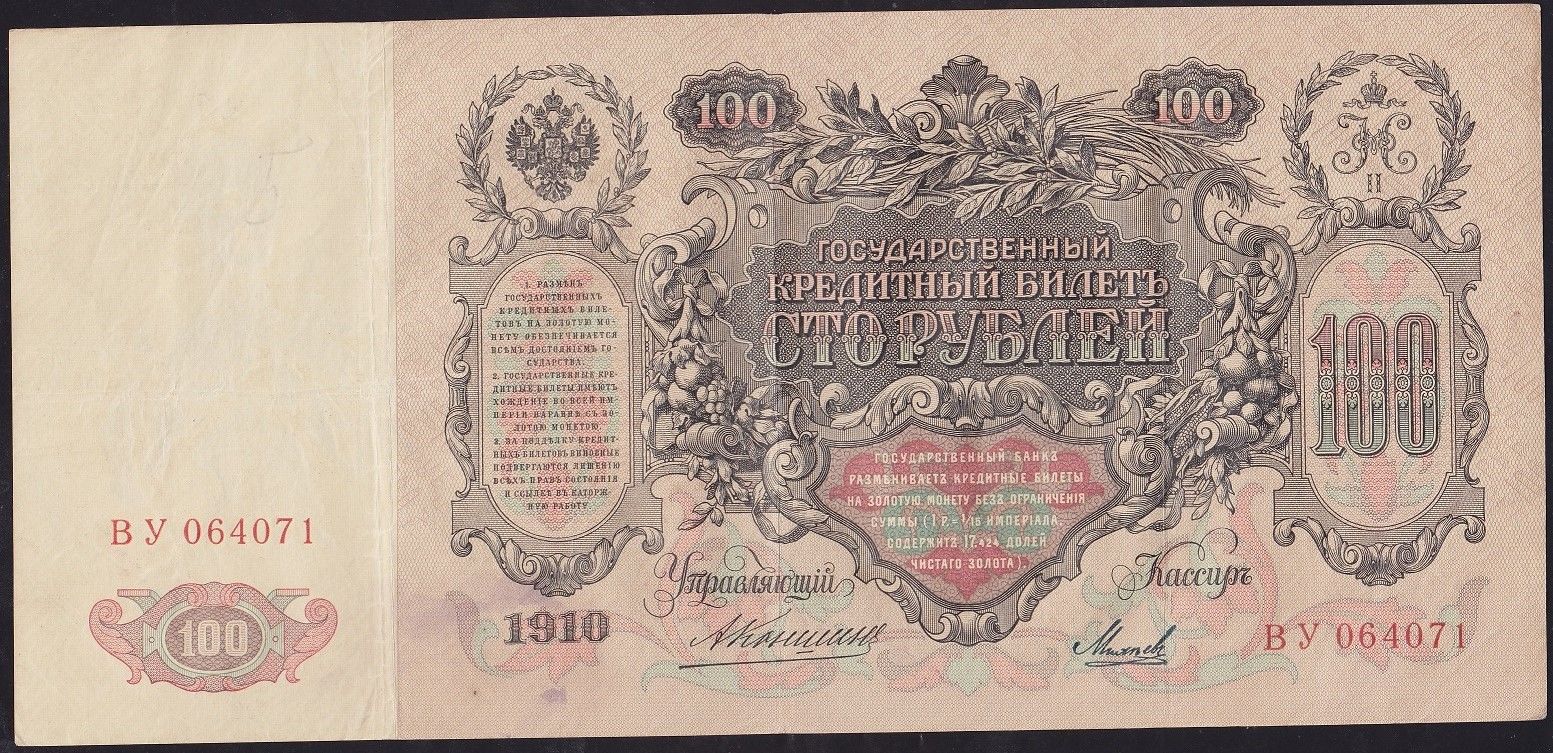 100
100
II
ГОСУДАРСТВЕННЫЙ
КРЕДИТНЫЙ БИЛЕТЪ
СТО РУБЛЕЙ
1. РАЗМѢНЪ
ГОСУДАРСТВЕННЫХЪ
КРЕДИТНЫХЪ БИЛЕ-
ТОВЪ НА ЗОЛОТУЮ МО-
НЕТУ ОБЕЗПЕЧИВАЕТСЯ
ВСѢМЪ ДОСТОЯНІЕМЪ ГО-
СУДАРСТВА.
2. ГОСУДАРСТВЕННЫЕ КРЕ-
ДИТНЫЕ БИЛЕТЫ ИМѢЮТЪ
ХОЖДЕНІЕ ВО ВСЕЙ ИМ-
ПЕРІИ НАРАВНѢ СЪ ЗО-
ЛОТОЮ МОНЕТОЮ.
3. ЗА ПОДДѢЛКУ КРЕДИТ-
НЫХЪ БИЛЕТОВЪ ВИНОВНЫЕ
ПОДВЕРГАЮТСЯ ЛИШЕНІЮ
ВСѢХЪ ПРАВЪ СОСТОЯНІЯ
И ССЫЛКѢ ВЪ КАТОРЖ-
НУЮ РАБОТУ.
100
ГОСУДАРСТВЕННЫЙ БАНКЪ
РАЗМѢНИВАЕТЪ КРЕДИТНЫЕ БИЛЕТЫ
НА ЗОЛОТУЮ МОНЕТУ БЕЗЪ ОГРАНИЧЕНІЯ
СУММЫ (1 Р.= 1/15 ИМПЕРІАЛА,
СОДЕРЖИТЪ 17,424 ДОЛЕЙ
ЧИСТАГО ЗОЛОТА).
ВУ 064071
Управляющій
Кассиръ
1910
АКоншинъ
ВУ 064071
100